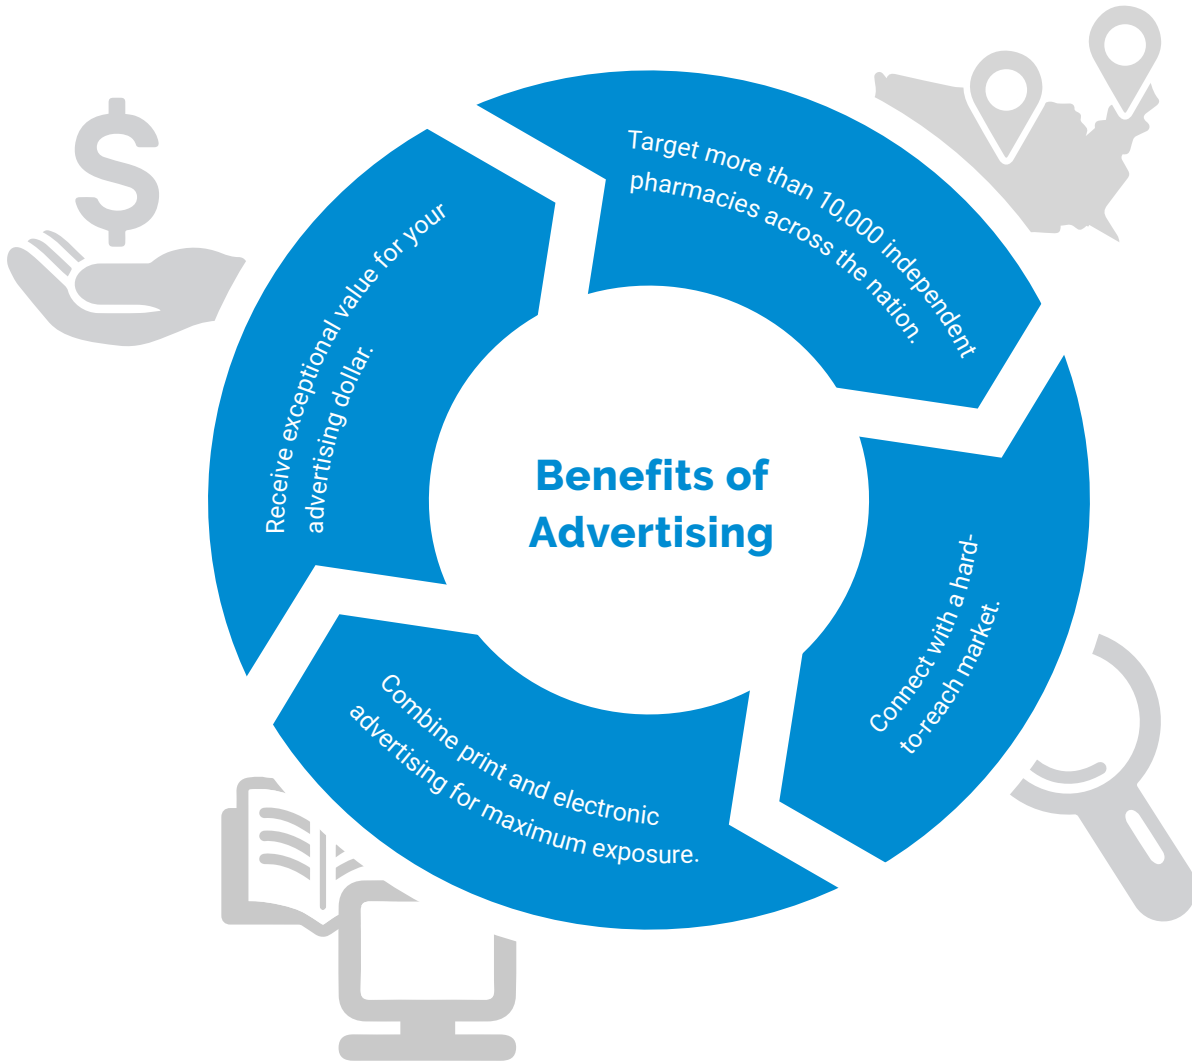 Target more than 10,000 independent
pharmacies across the nation.
Connect with a hard-
to-reach market.
Combine print and electronic
advertising for maximum exposure.
Receive exceptional value for your
advertising dollar.
Benefits of
Advertising
$